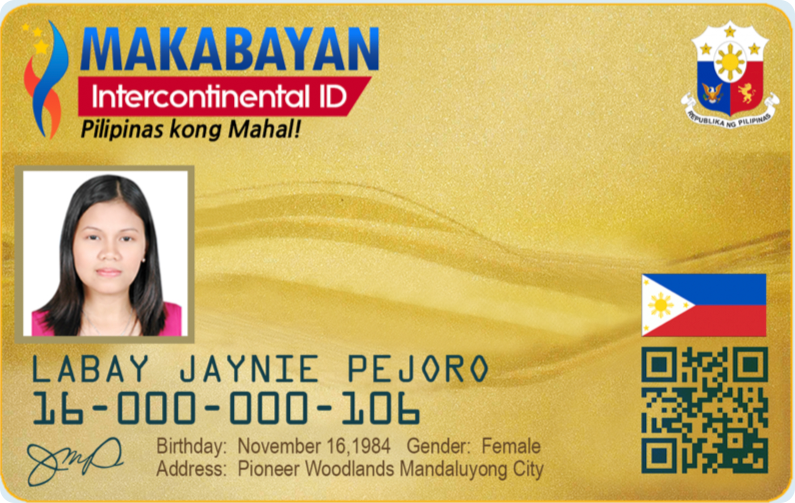 MAKABAYAN
Intercontinental ID
Pilipinas kong Mahal!
REPUBLIKA NG PILIPINAS
LABAY JAYNIE PEJORO
16-000-000-106
Birthday: November 16,1984 Gender: Female
Address: Pioneer Woodlands Mandaluyong City